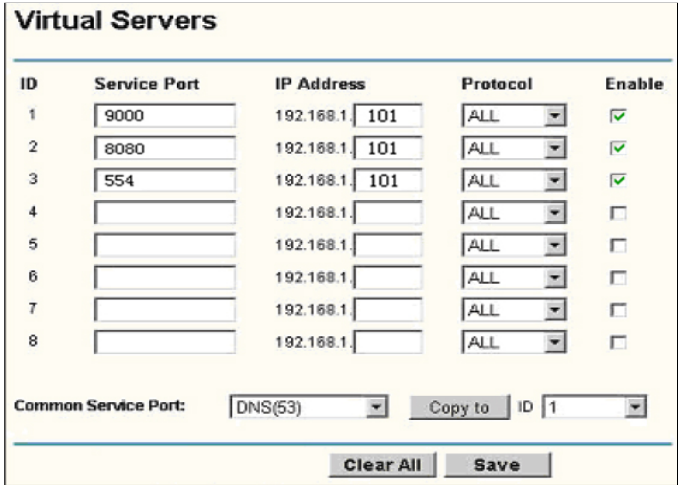 Virtual Servers
ID Service Port IP Address Protocol Enable
1 9000 192.168.1. 101 ALL
2 8080 192.168.1. 101 ALL
3 554 192.168.1. 101 ALL
4 192.168.1. ALL
5 192.168.1. ALL
6 192.168.1. ALL
7 192.168.1. ALL
8 192.168.1. ALL
Common Service Port: DNS(53) Copy to ID 1
Clear All Save